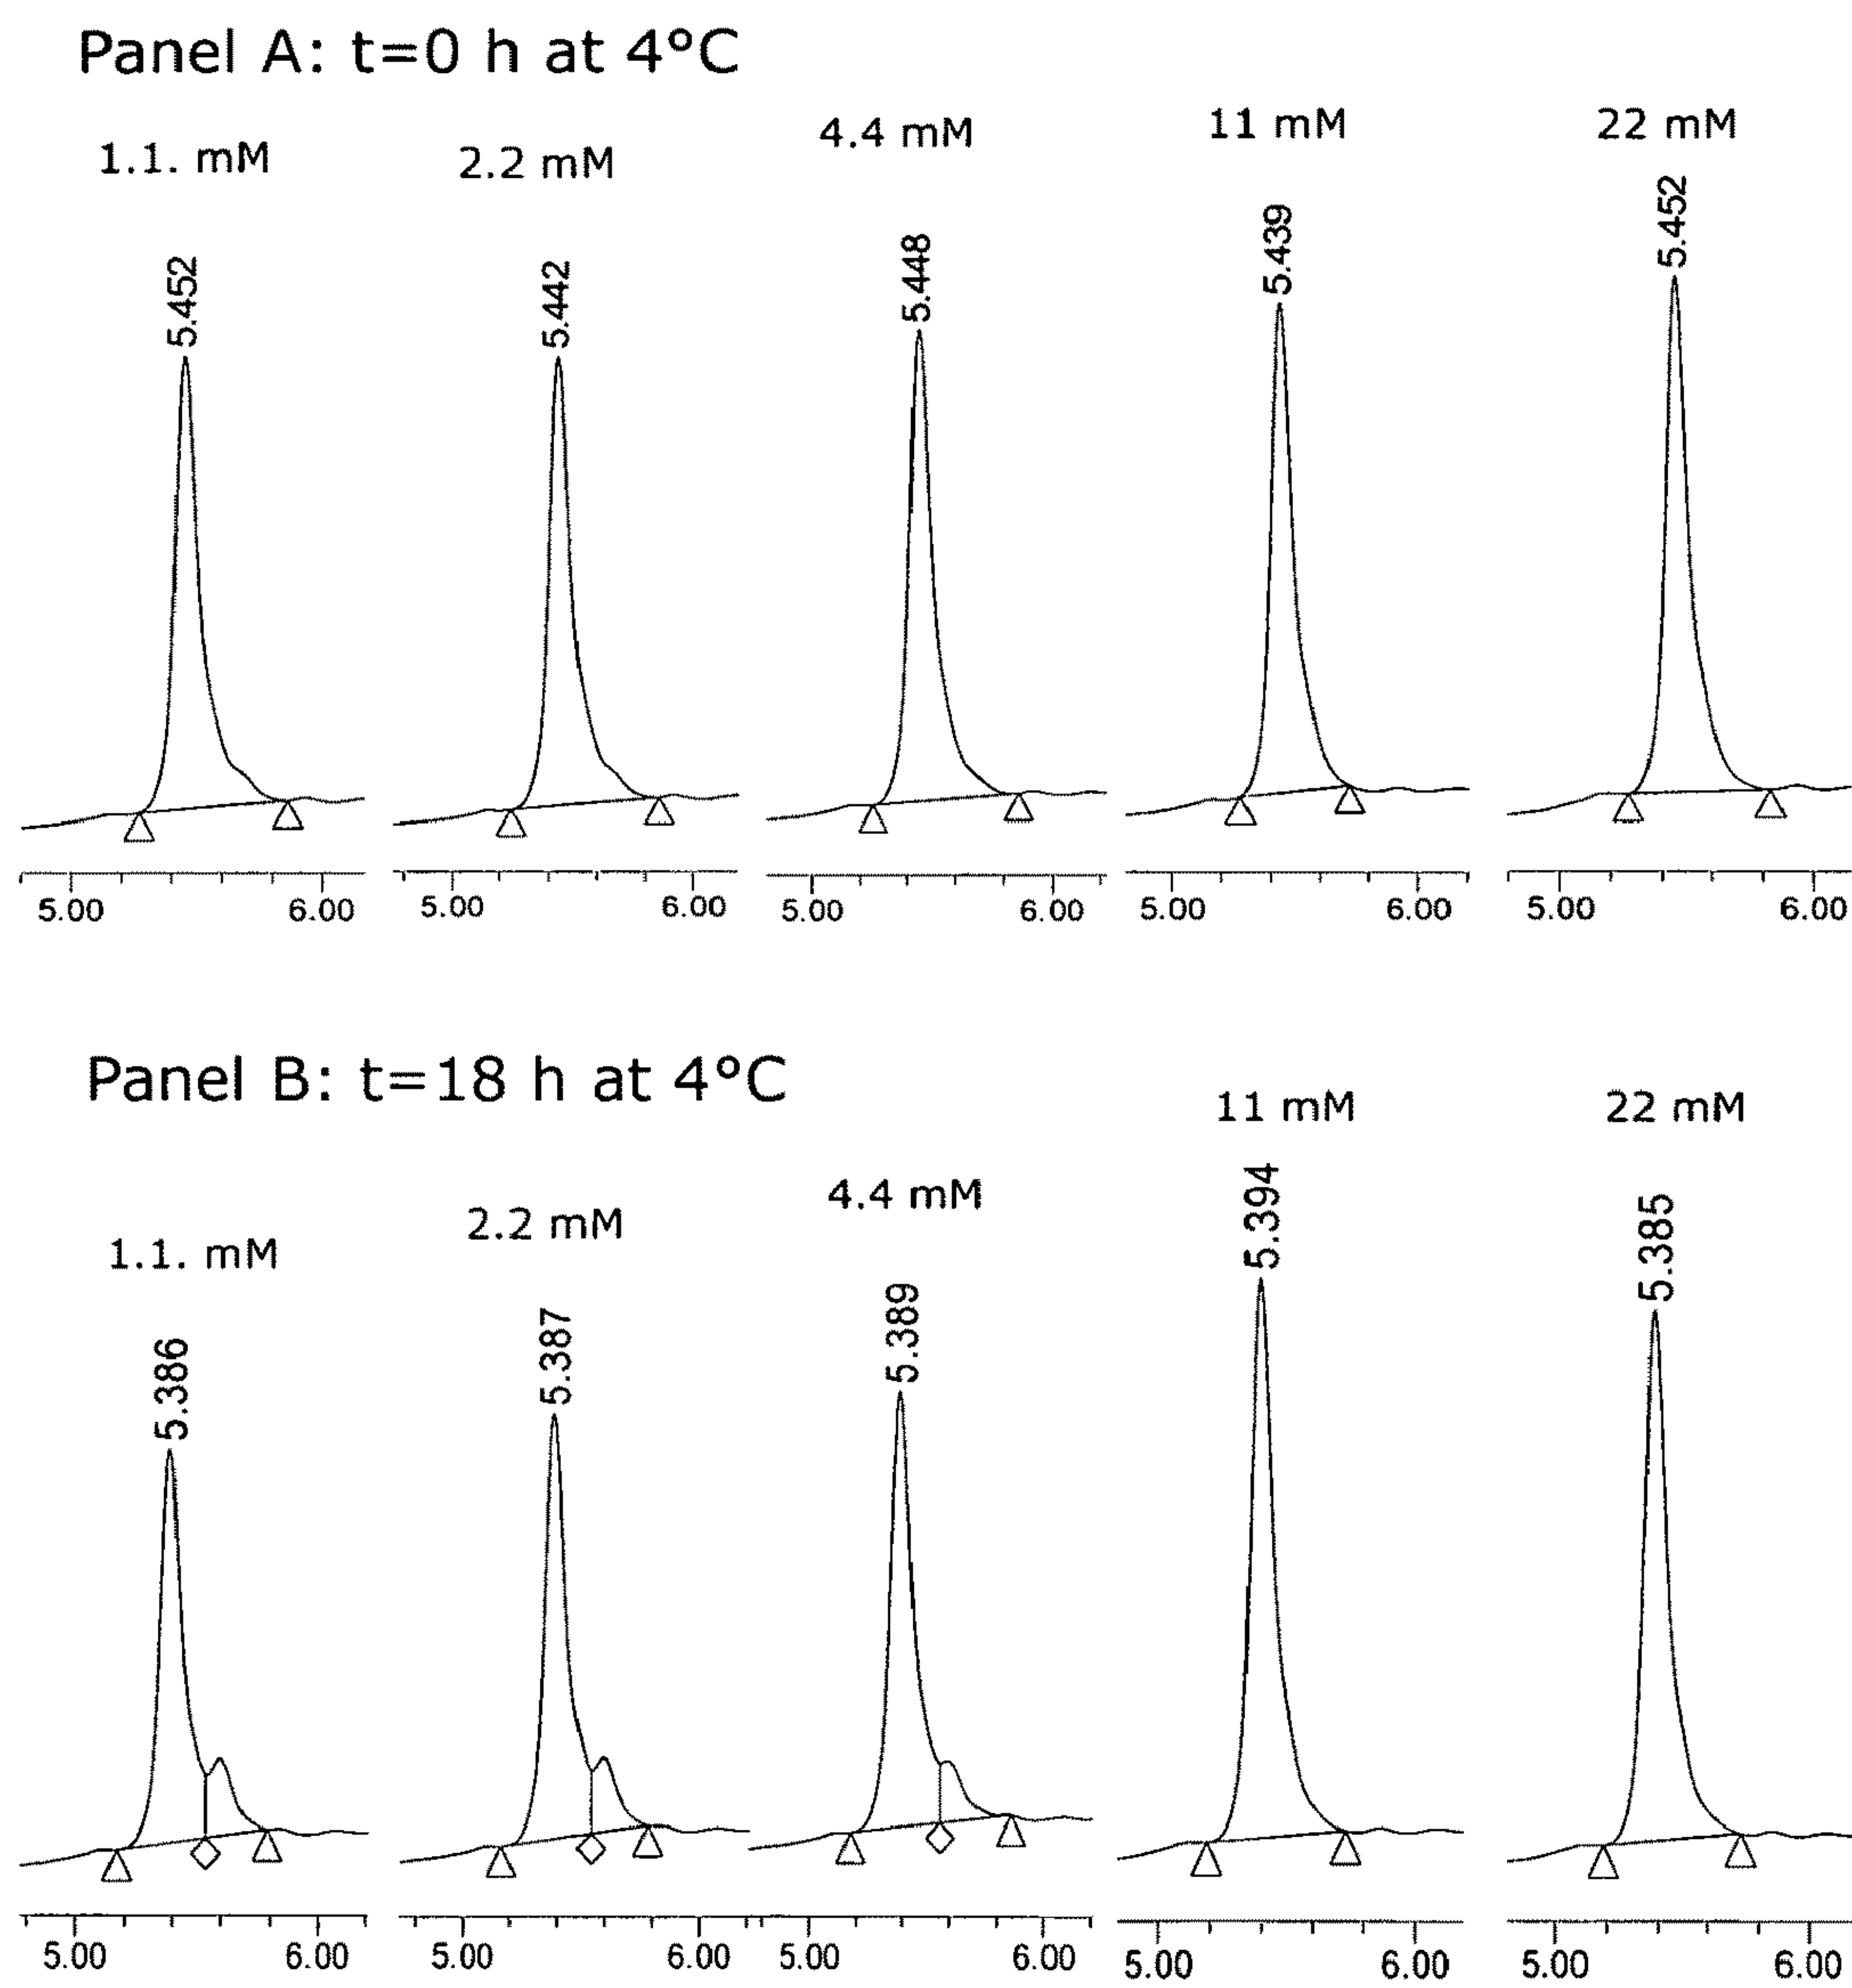 Panel A: t=0 h at 4°C
1.1. mM
2.2 mM
4.4 mM
11 mM
22 mM
5.452
5.442
5.448
5.439
5.452
5.00 6.00
5.00 6.00
5.00 6.00
5.00 6.00
5.00 6.00
Panel B: t=18 h at 4°C
1.1. mM
2.2 mM
4.4 mM
11 mM
22 mM
5.386
5.387
5.389
5.394
5.385
5.00 6.00
5.00 6.00
5.00 6.00
5.00 6.00
5.00 6.00